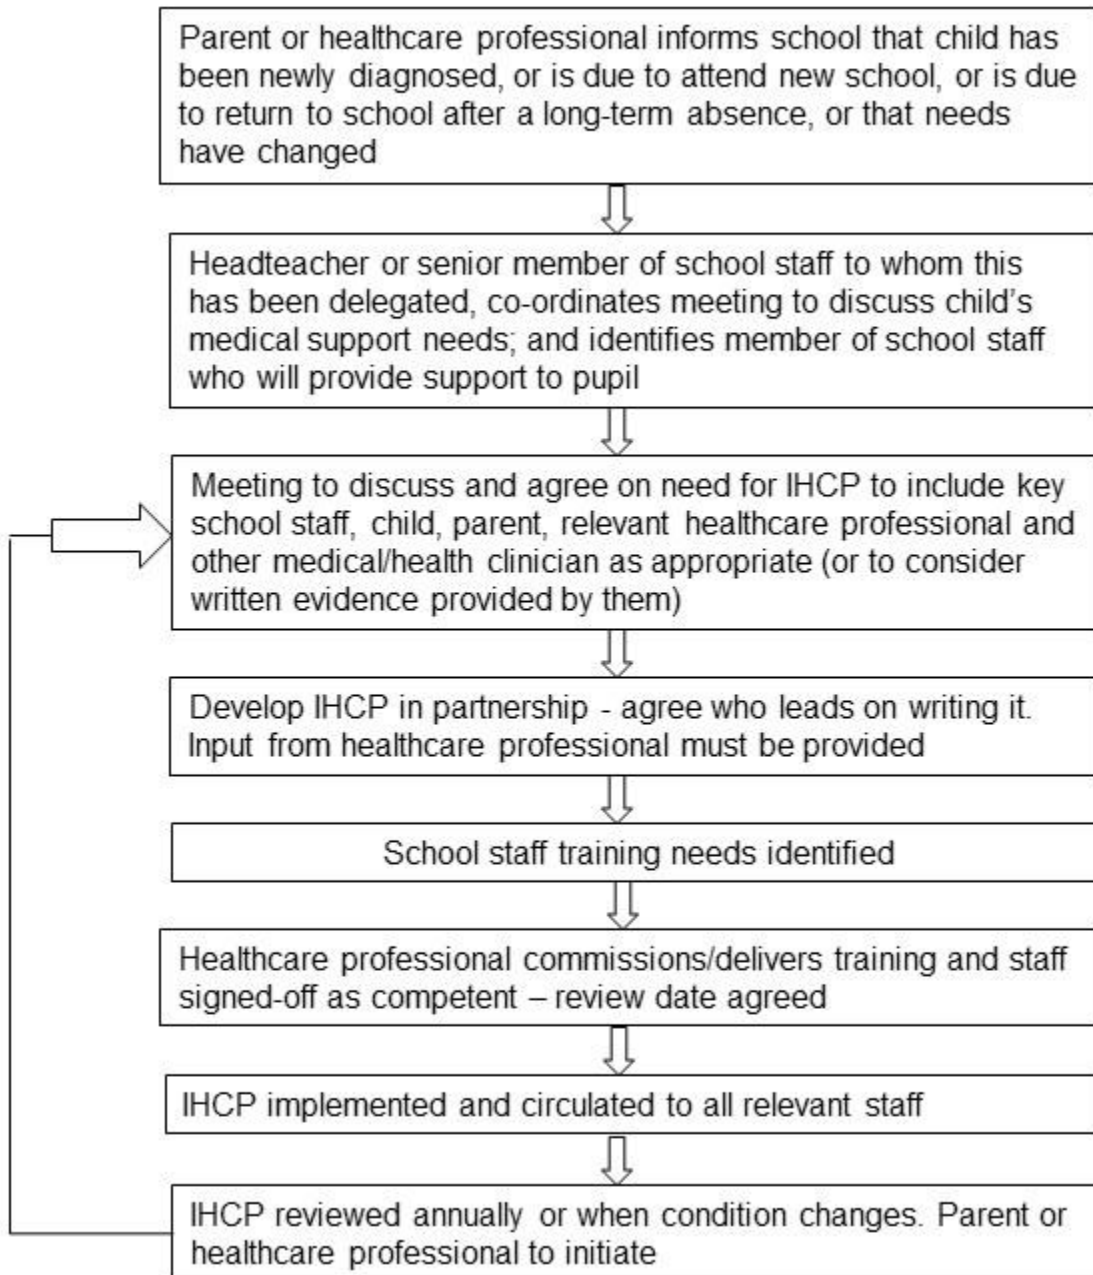 Parent or healthcare professional informs school that child has
been newly diagnosed, or is due to attend new school, or is due
to return to school after a long-term absence, or that needs
have changed
Headteacher or senior member of school staff to whom this
has been delegated, co-ordinates meeting to discuss child's
medical support needs; and identifies member of school staff
who will provide support to pupil
Meeting to discuss and agree on need for IHCP to include key
school staff, child, parent, relevant healthcare professional and
other medical/health clinician as appropriate (or to consider
written evidence provided by them)
Develop IHCP in partnership - agree who leads on writing it.
Input from healthcare professional must be provided
School staff training needs identified
Healthcare professional commissions/delivers training and staff
signed-off as competent – review date agreed
IHCP implemented and circulated to all relevant staff
IHCP reviewed annually or when condition changes. Parent or
healthcare professional to initiate